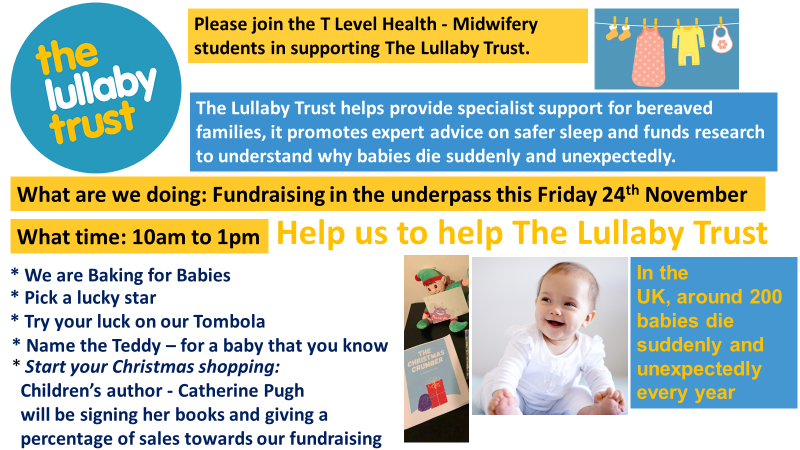 the
lullaby
trust
Please join the T Level Health - Midwifery
students in supporting The Lullaby Trust.
The Lullaby Trust helps provide specialist support for bereaved
families, it promotes expert advice on safer sleep and funds research
to understand why babies die suddenly and unexpectedly.
What are we doing: Fundraising in the underpass this Friday 24th November
What time: 10am to 1pm
Help us to help The Lullaby Trust
* We are Baking for Babies
* Pick a lucky star
* Try your luck on our Tombola
* Name the Teddy – for a baby that you know
* Start your Christmas shopping:
Children’s author - Catherine Pugh
will be signing her books and giving a
percentage of sales towards our fundraising
THE
CHRISTMAS
CRUMBER
In the
UK, around 200
babies die
suddenly and
unexpectedly
every year